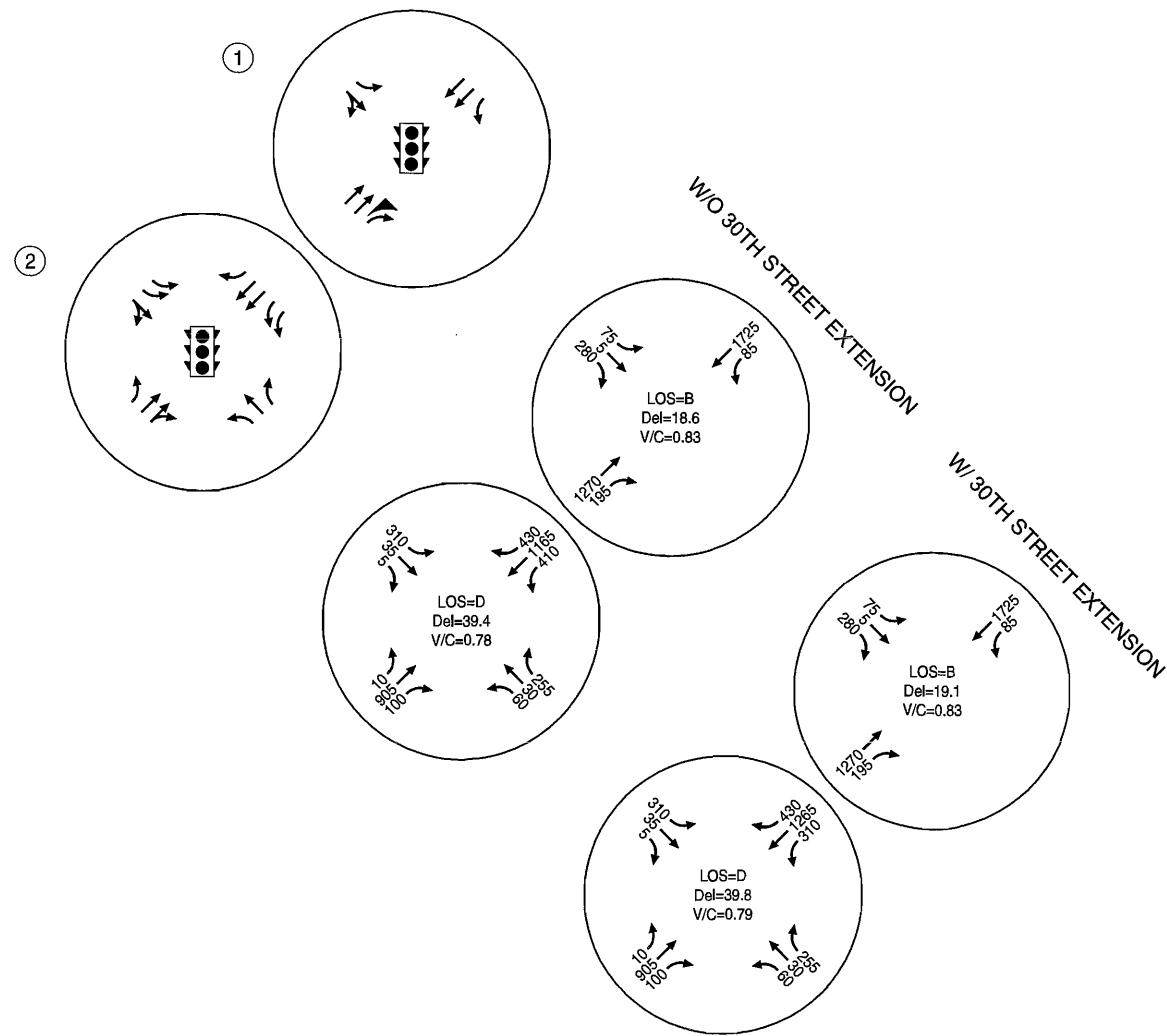 1
2
W/O 30TH STREET EXTENSION
75
5
280
1725
85
LOS=B
Del=18.6
V/C=0.83
1270
195
W/ 30TH STREET EXTENSION
310
35
5
430
1165
410
LOS=D
Del=39.4
V/C=0.78
10
905
100
255
30
60
75
5
280
1725
85
LOS=B
Del=19.1
V/C=0.83
1270
195
310
35
5
430
1265
310
LOS=D
Del=39.8
V/C=0.79
10
905
100
255
30
60